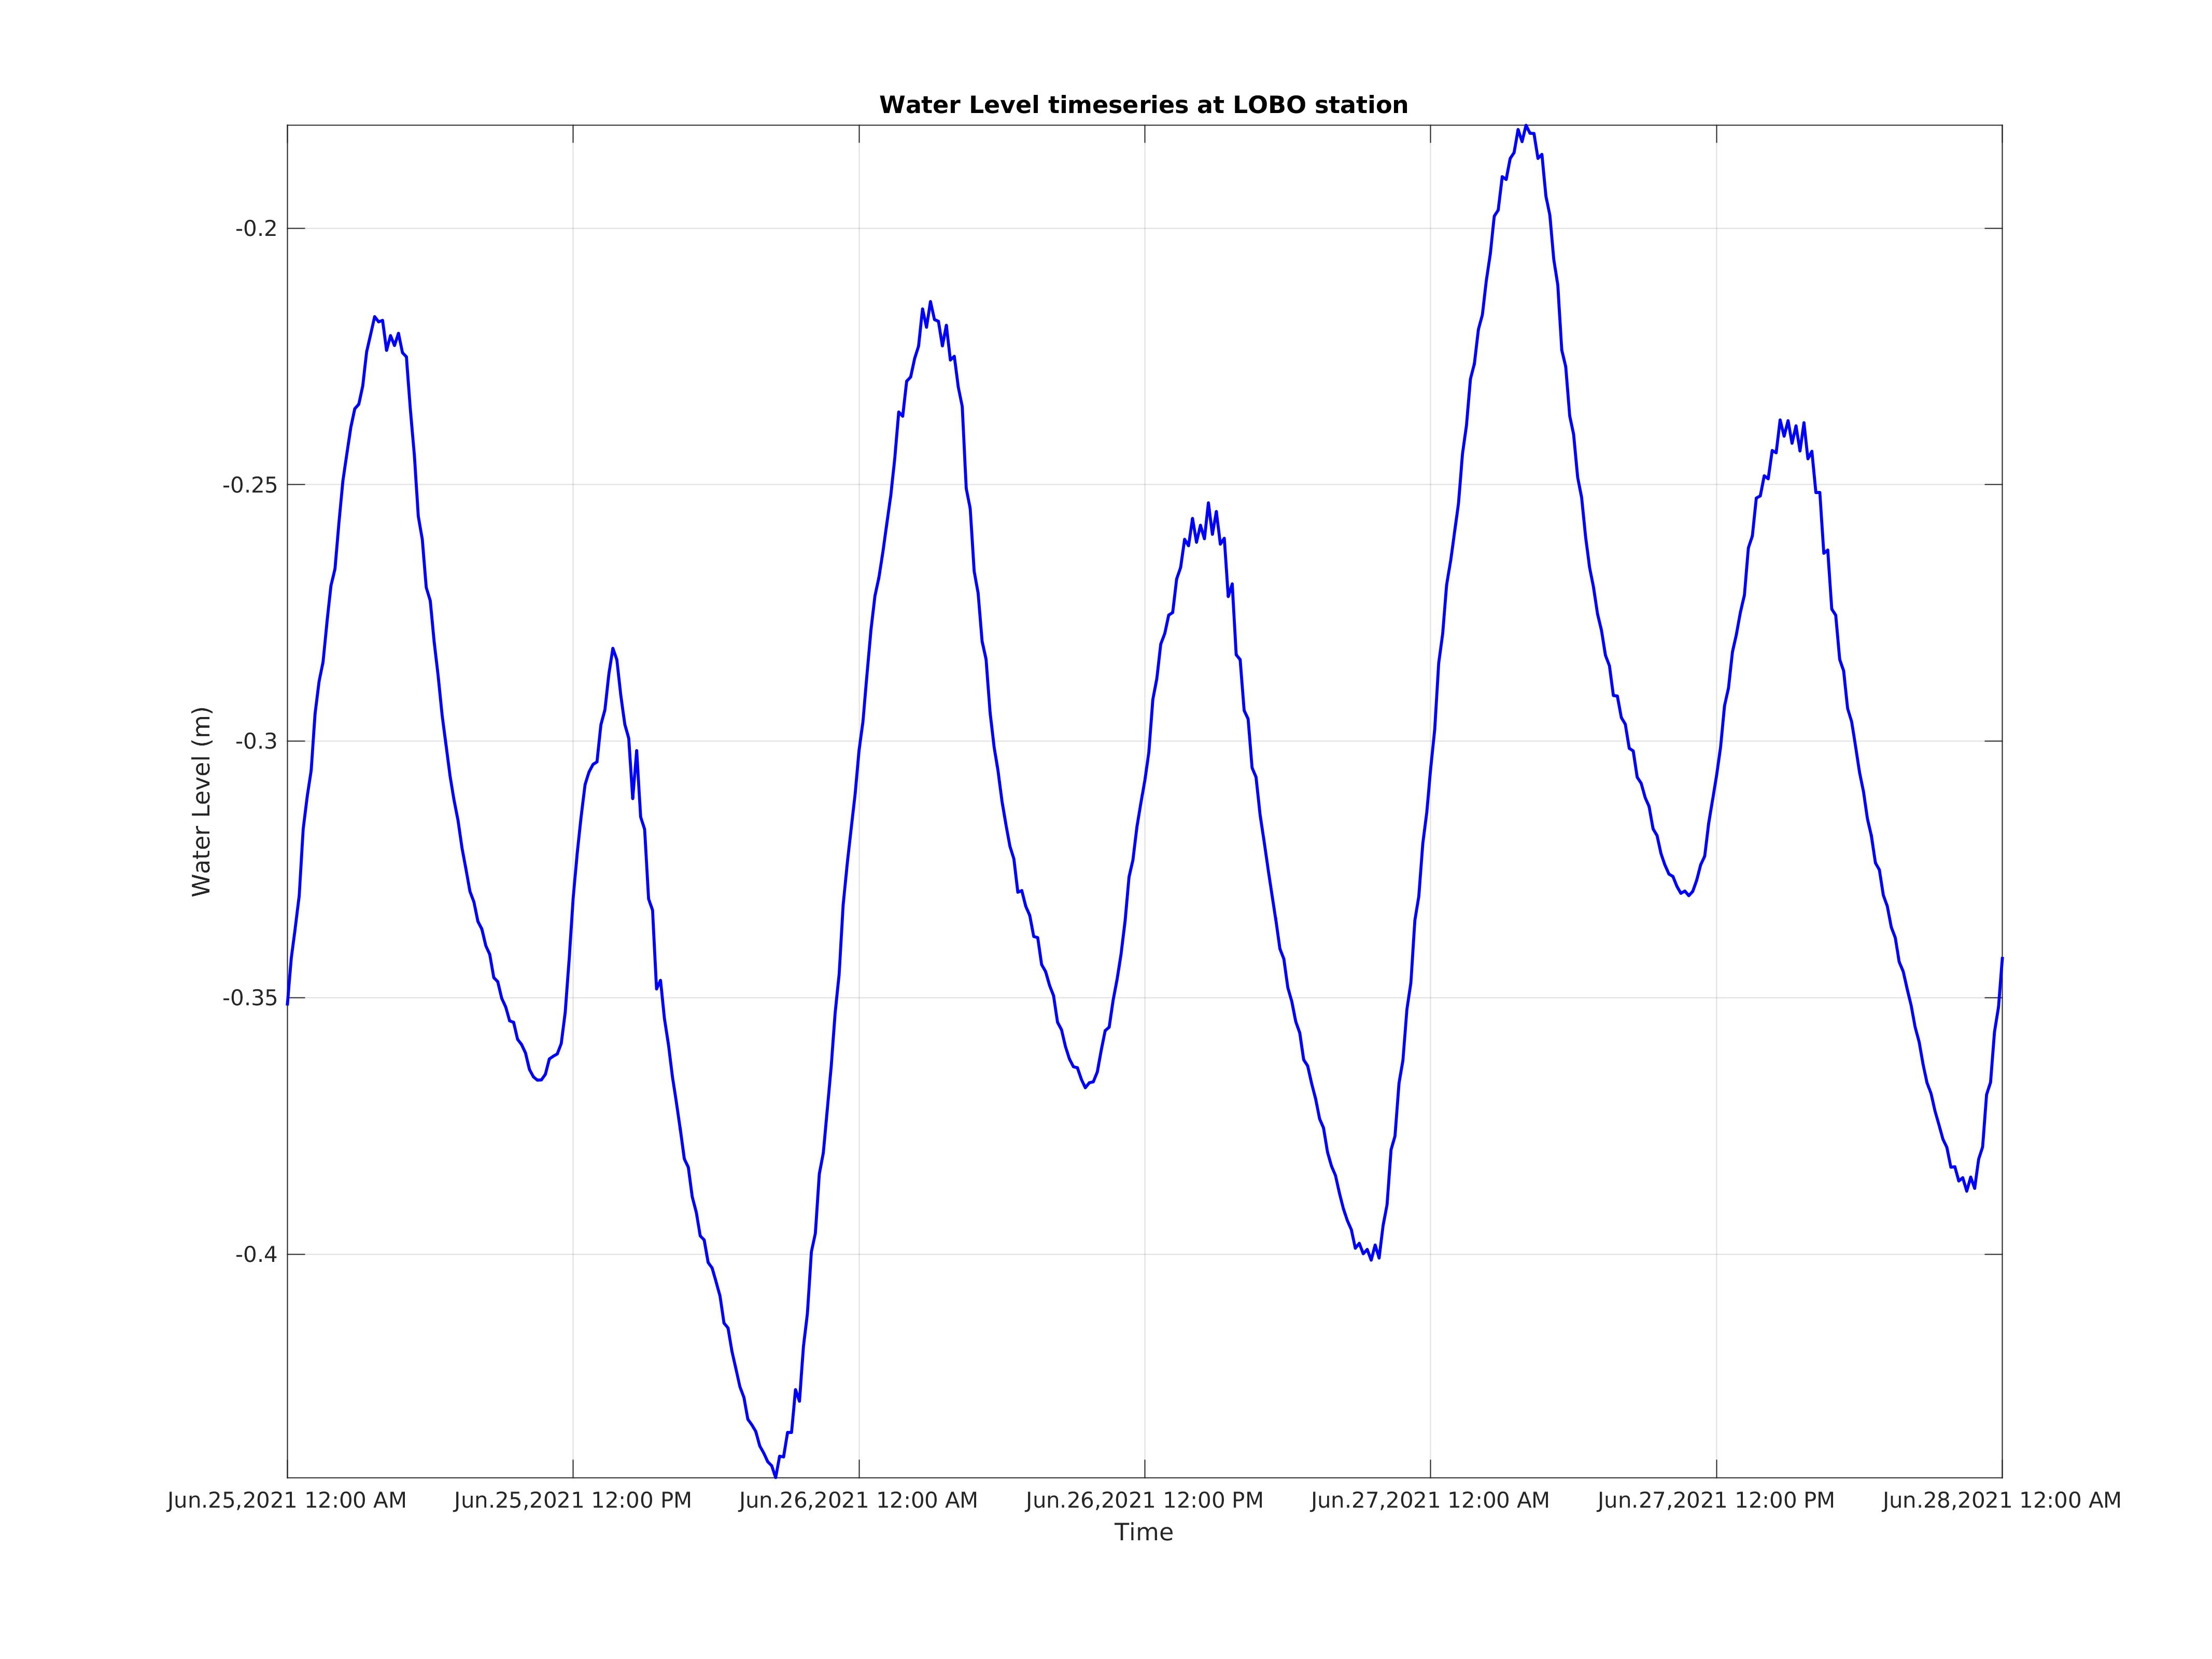 Water Level timeseries at LOBO station
-0.2
-0.25
-0.3
-0.35
-0.4
Water Level (m)
Jun.25,2021 12:00 AM
Jun.25,2021 12:00 PM
Jun.26,2021 12:00 AM
Jun.26,2021 12:00 PM
Jun.27,2021 12:00 AM
Jun.27,2021 12:00 PM
Jun.28,2021 12:00 AM
Time